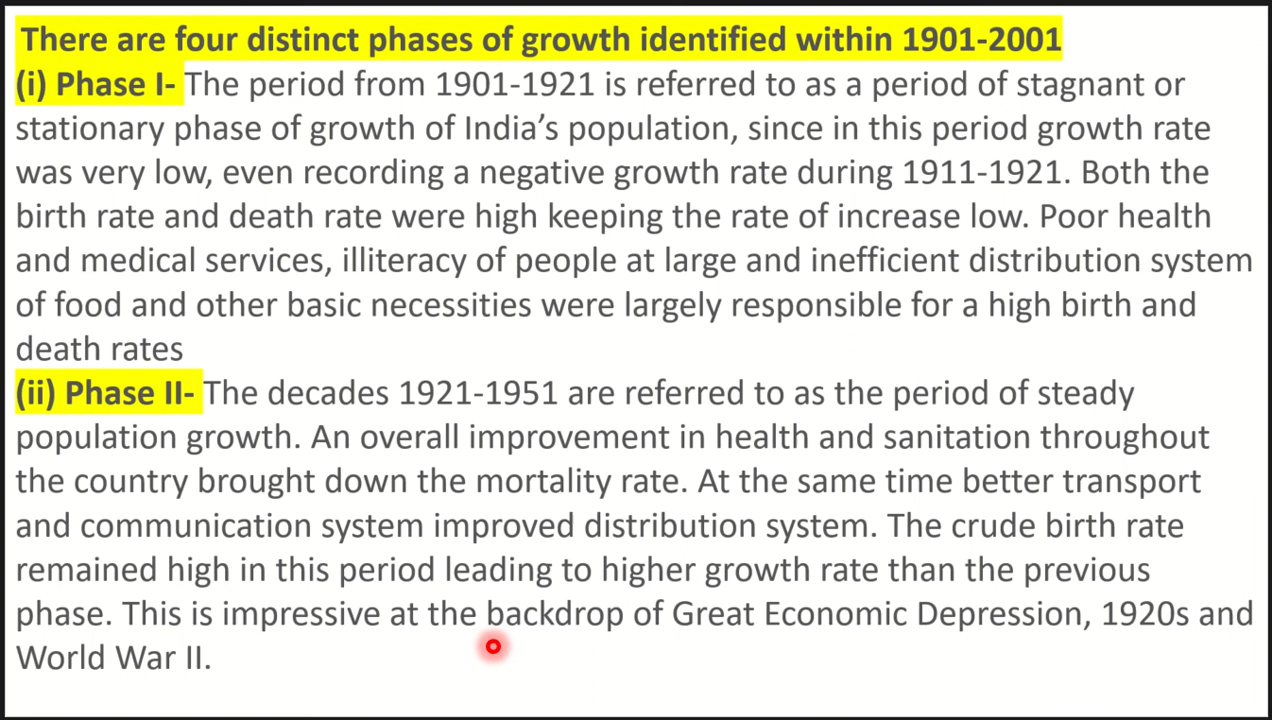 There are four distinct phases of growth identified within 1901-2001
(i) Phase I- The period from 1901-1921 is referred to as a period of stagnant or
stationary phase of growth of India’s population, since in this period growth rate
was very low, even recording a negative growth rate during 1911-1921. Both the
birth rate and death rate were high keeping the rate of increase low. Poor health
and medical services, illiteracy of people at large and inefficient distribution system
of food and other basic necessities were largely responsible for a high birth and
death rates
(ii) Phase II- The decades 1921-1951 are referred to as the period of steady
population growth. An overall improvement in health and sanitation throughout
the country brought down the mortality rate. At the same time better transport
and communication system improved distribution system. The crude birth rate
remained high in this period leading to higher growth rate than the previous
phase. This is impressive at the backdrop of Great Economic Depression, 1920s and
World War II.